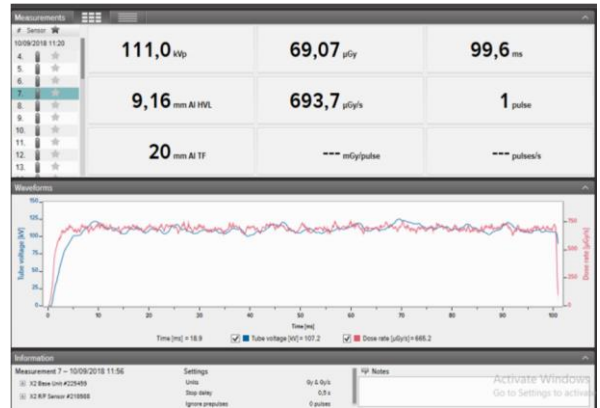 Measurements
# Sensor
10/09/2018 11:20
4.
5.
6.
7.
8.
9.
10.
11.
12.
13.
111,0 kVp
69,07 µGy
99,6 ms
9,16 mm Al HVL
693,7 µGy/s
1 pulse
20 mm Al TF
--- mGy/pulse
--- pulses/s
Waveforms
Tube voltage [kV]
150
125
100
75
50
25
0
0 10 20 30 40 50 60 70 80 90 100
Time [ms]
750
500
250
0
Dose rate [µGy/s]
Time [ms] = 18.9
Tube voltage [kV] = 107.2
Dose rate [µGy/s] = 665.2
Information
Measurement 7 – 10/09/2018 11:56
X2 Base Unit #225499
X2 R/F Sensor #218988
Settings
Units Gy & Gy/s
Stop delay 0,5 s
Ignore prepulses 0 pulses
Notes
Activate Windows
Go to Settings to activate